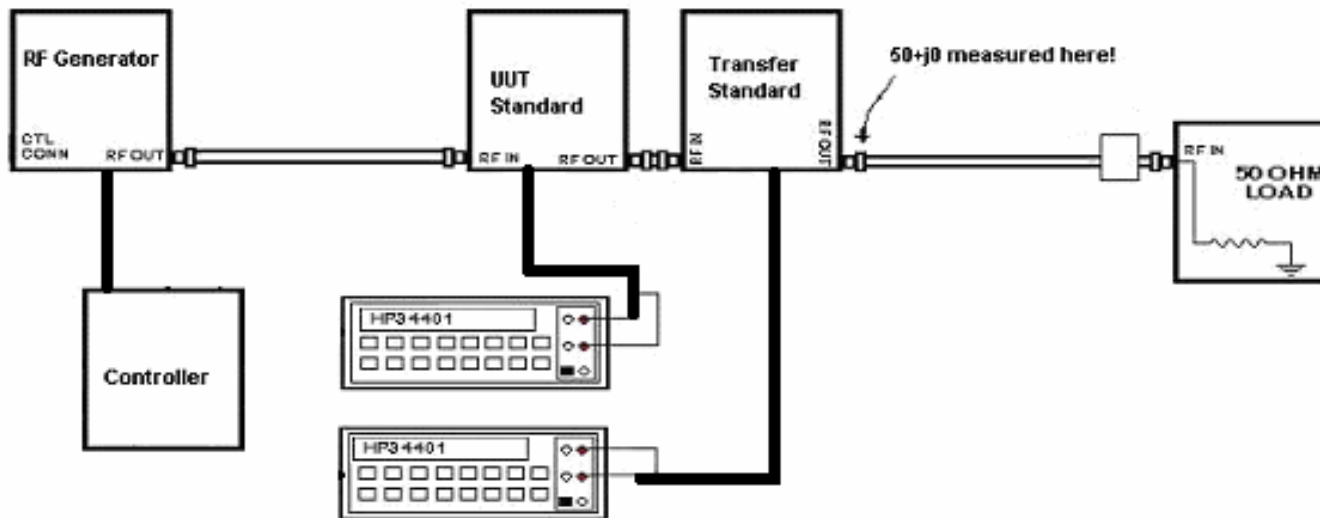 RF Generator
CTL
CONN
RF OUT
UUT
Standard
RF IN
RF OUT
Transfer
Standard
RF IN
RF OUT
50+j0 measured here!
RF IN
50 OHM
LOAD
Controller
HP34401
HP34401